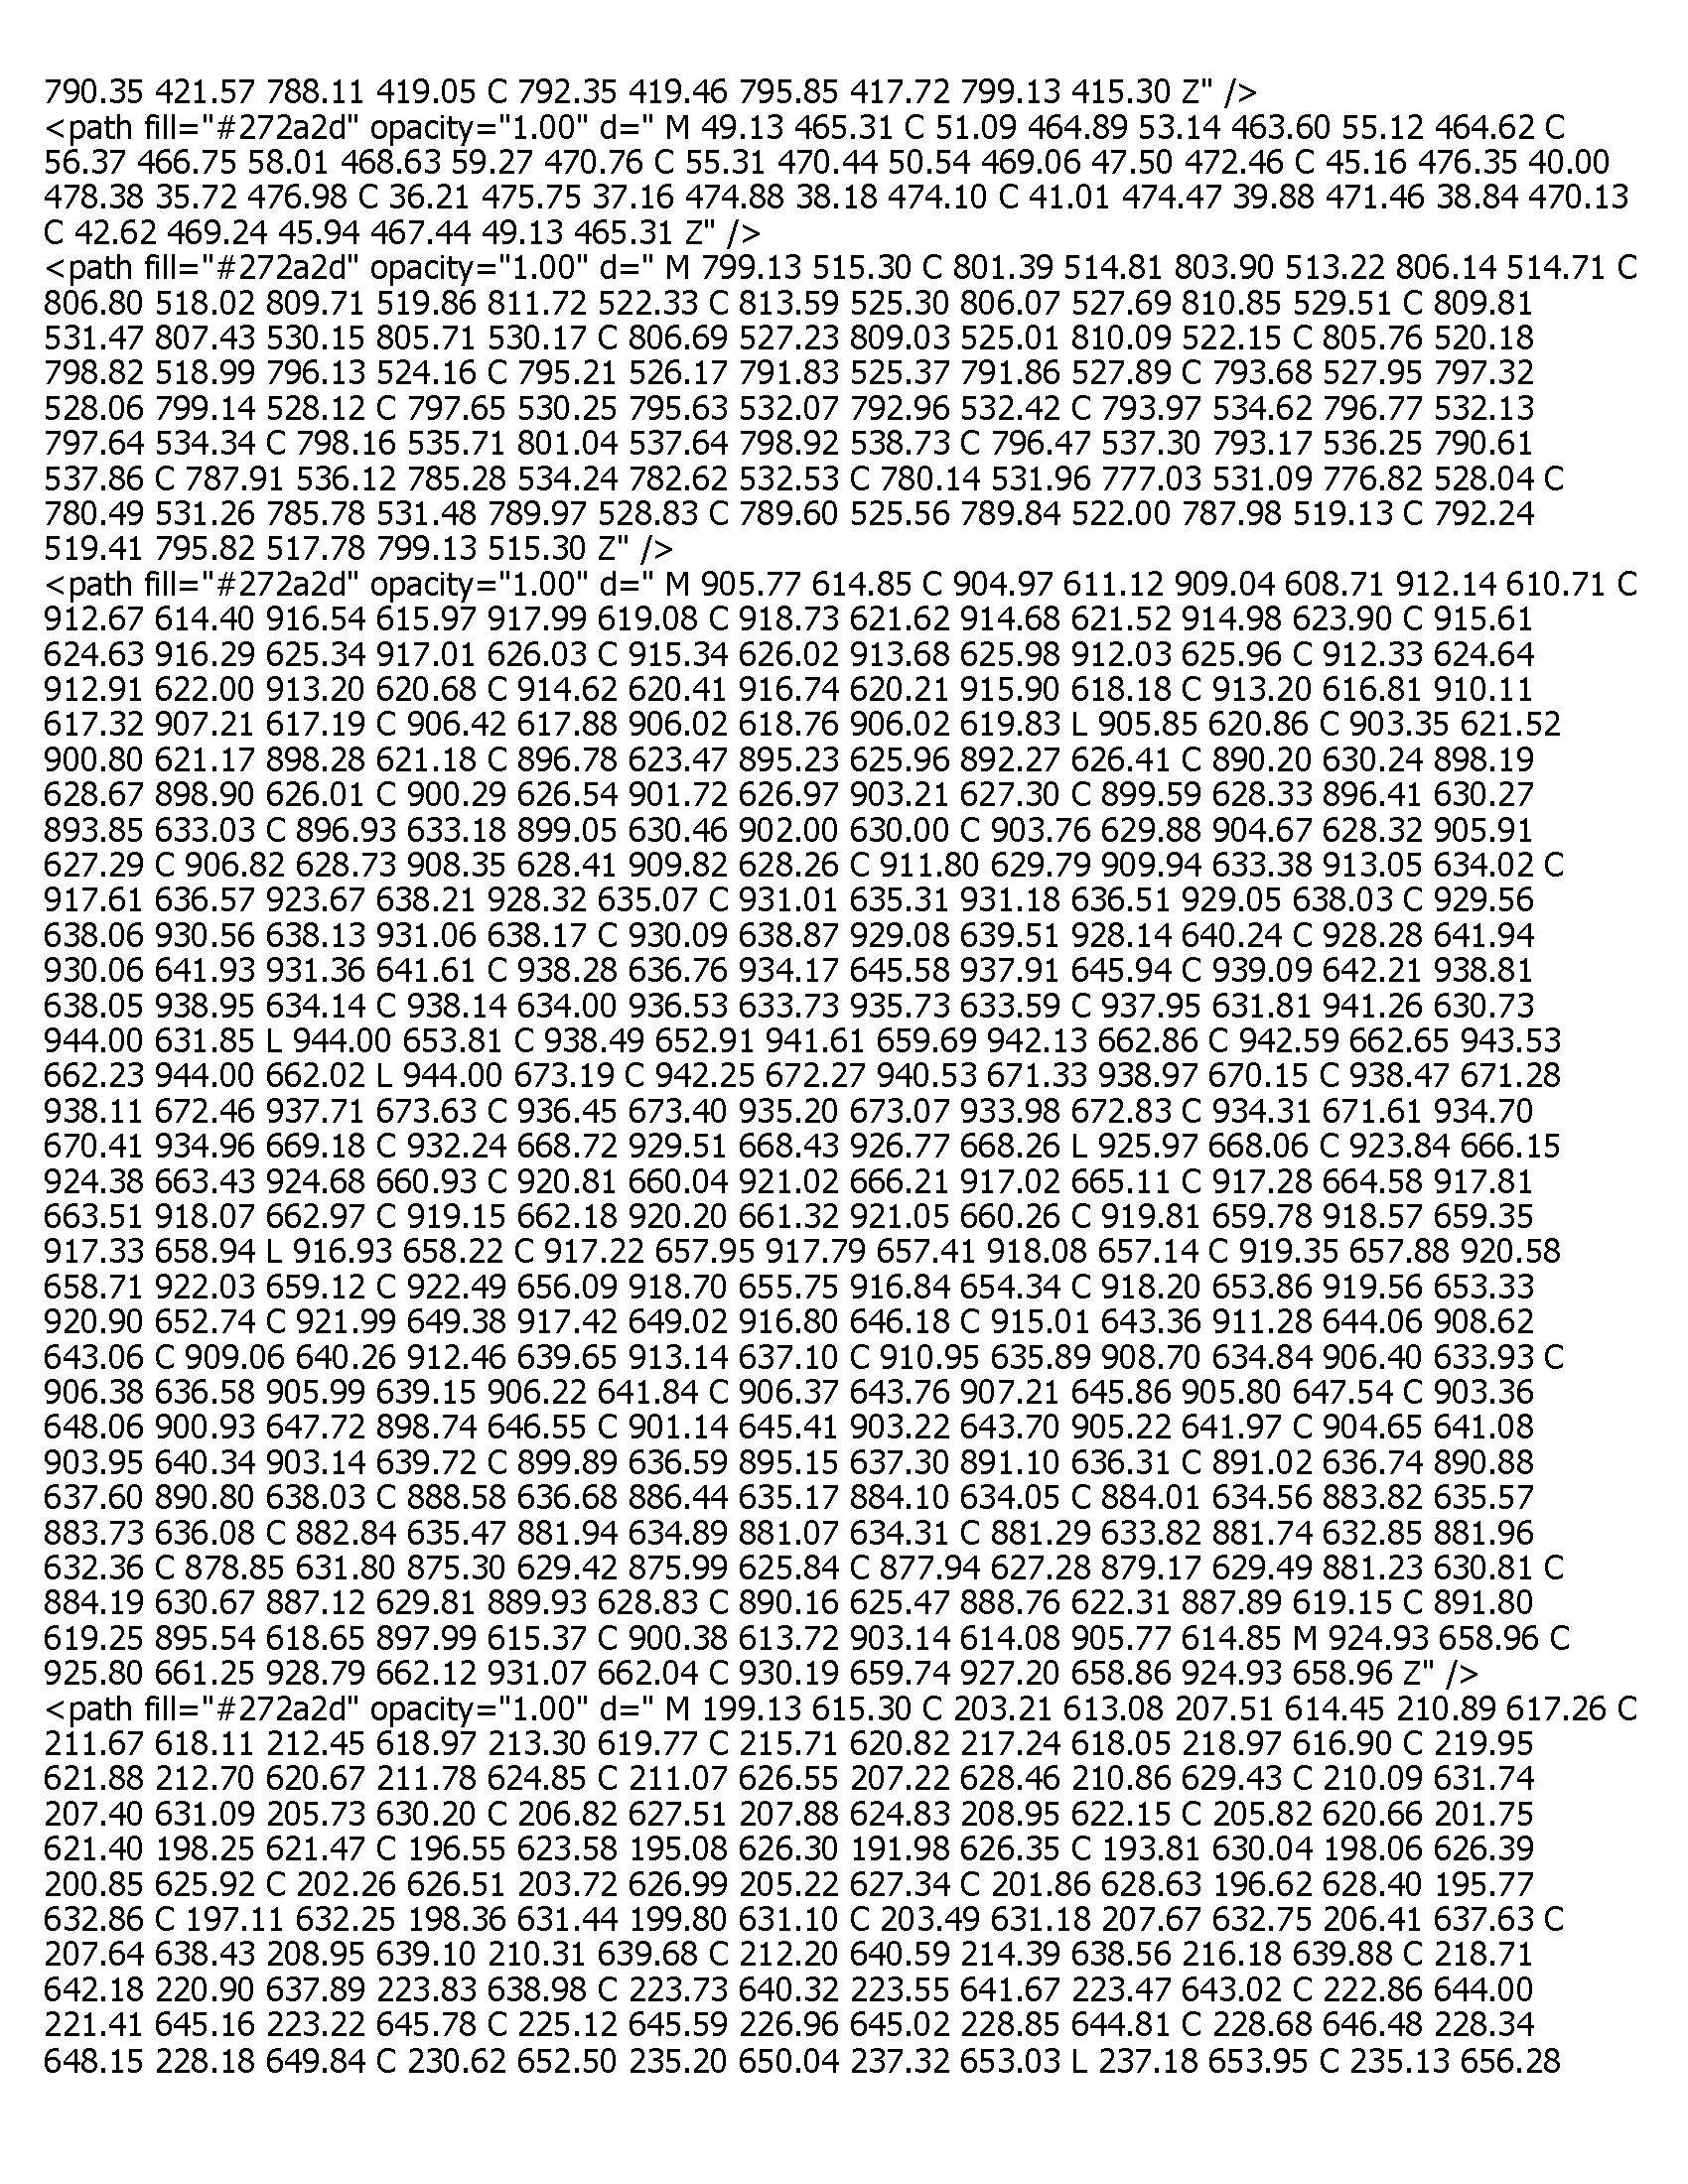 790.35 421.57 788.11 419.05 C 792.35 419.46 795.85 417.72 799.13 415.30 Z" />
<path fill="#272a2d" opacity="1.00" d=" M 49.13 465.31 C 51.09 464.89 53.14 463.60 55.12 464.62 C
56.37 466.75 58.01 468.63 59.27 470.76 C 55.31 470.44 50.54 469.06 47.50 472.46 C 45.16 476.35 40.00
478.38 35.72 476.98 C 36.21 475.75 37.16 474.88 38.18 474.10 C 41.01 474.47 39.88 471.46 38.84 470.13
C 42.62 469.24 45.94 467.44 49.13 465.31 Z" />
<path fill="#272a2d" opacity="1.00" d=" M 799.13 515.30 C 801.39 514.81 803.90 513.22 806.14 514.71 C
806.80 518.02 809.71 519.86 811.72 522.33 C 813.59 525.30 806.07 527.69 810.85 529.51 C 809.81
531.47 807.43 530.15 805.71 530.17 C 806.69 527.23 809.03 525.01 810.09 522.15 C 805.76 520.18
798.82 518.99 796.13 524.16 C 795.21 526.17 791.83 525.37 791.86 527.89 C 793.68 527.95 797.32
528.06 799.14 528.12 C 797.65 530.25 795.63 532.07 792.96 532.42 C 793.97 534.62 796.77 532.13
797.64 534.34 C 798.16 535.71 801.04 537.64 798.92 538.73 C 796.47 537.30 793.17 536.25 790.61
537.86 C 787.91 536.12 785.28 534.24 782.62 532.53 C 780.14 531.96 777.03 531.09 776.82 528.04 C
780.49 531.26 785.78 531.48 789.97 528.83 C 789.60 525.56 789.84 522.00 787.98 519.13 C 792.24
519.41 795.82 517.78 799.13 515.30 Z" />
<path fill="#272a2d" opacity="1.00" d=" M 905.77 614.85 C 904.97 611.12 909.04 608.71 912.14 610.71 C
912.67 614.40 916.54 615.97 917.99 619.08 C 918.73 621.62 914.68 621.52 914.98 623.90 C 915.61
624.63 916.29 625.34 917.01 626.03 C 915.34 626.02 913.68 625.98 912.03 625.96 C 912.33 624.64
912.91 622.00 913.20 620.68 C 914.62 620.41 916.74 620.21 915.90 618.18 C 913.20 616.81 910.11
617.32 907.21 617.19 C 906.42 617.88 906.02 618.76 906.02 619.83 L 905.85 620.86 C 903.35 621.52
900.80 621.17 898.28 621.18 C 896.78 623.47 895.23 625.96 892.27 626.41 C 890.20 630.24 898.19
628.67 898.90 626.01 C 900.29 626.54 901.72 626.97 903.21 627.30 C 899.59 628.33 896.41 630.27
893.85 633.03 C 896.93 633.18 899.05 630.46 902.00 630.00 C 903.76 629.88 904.67 628.32 905.91
627.29 C 906.82 628.73 908.35 628.41 909.82 628.26 C 911.80 629.79 909.94 633.38 913.05 634.02 C
917.61 636.57 923.67 638.21 928.32 635.07 C 931.01 635.31 931.18 636.51 929.05 638.03 C 929.56
638.06 930.56 638.13 931.06 638.17 C 930.09 638.87 929.08 639.51 928.14 640.24 C 928.28 641.94
930.06 641.93 931.36 641.61 C 938.28 636.76 934.17 645.58 937.91 645.94 C 939.09 642.21 938.81
638.05 938.95 634.14 C 938.14 634.00 936.53 633.73 935.73 633.59 C 937.95 631.81 941.26 630.73
944.00 631.85 L 944.00 653.81 C 938.49 652.91 941.61 659.69 942.13 662.86 C 942.59 662.65 943.53
662.23 944.00 662.02 L 944.00 673.19 C 942.25 672.27 940.53 671.33 938.97 670.15 C 938.47 671.28
938.11 672.46 937.71 673.63 C 936.45 673.40 935.20 673.07 933.98 672.83 C 934.31 671.61 934.70
670.41 934.96 669.18 C 932.24 668.72 929.51 668.43 926.77 668.26 L 925.97 668.06 C 923.84 666.15
924.38 663.43 924.68 660.93 C 920.81 660.04 921.02 666.21 917.02 665.11 C 917.28 664.58 917.81
663.51 918.07 662.97 C 919.15 662.18 920.20 661.32 921.05 660.26 C 919.81 659.78 918.57 659.35
917.33 658.94 L 916.93 658.22 C 917.22 657.95 917.79 657.41 918.08 657.14 C 919.35 657.88 920.58
658.71 922.03 659.12 C 922.49 656.09 918.70 655.75 916.84 654.34 C 918.20 653.86 919.56 653.33
920.90 652.74 C 921.99 649.38 917.42 649.02 916.80 646.18 C 915.01 643.36 911.28 644.06 908.62
643.06 C 909.06 640.26 912.46 639.65 913.14 637.10 C 910.95 635.89 908.70 634.84 906.40 633.93 C
906.38 636.58 905.99 639.15 906.22 641.84 C 906.37 643.76 907.21 645.86 905.80 647.54 C 903.36
648.06 900.93 647.72 898.74 646.55 C 901.14 645.41 903.22 643.70 905.22 641.97 C 904.65 641.08
903.95 640.34 903.14 639.72 C 899.89 636.59 895.15 637.30 891.10 636.31 C 891.02 636.74 890.88
637.60 890.80 638.03 C 888.58 636.68 886.44 635.17 884.10 634.05 C 884.01 634.56 883.82 635.57
883.73 636.08 C 882.84 635.47 881.94 634.89 881.07 634.31 C 881.29 633.82 881.74 632.85 881.96
632.36 C 878.85 631.80 875.30 629.42 875.99 625.84 C 877.94 627.28 879.17 629.49 881.23 630.81 C
884.19 630.67 887.12 629.81 889.93 628.83 C 890.16 625.47 888.76 622.31 887.89 619.15 C 891.80
619.25 895.54 618.65 897.99 615.37 C 900.38 613.72 903.14 614.08 905.77 614.85 M 924.93 658.96 C
925.80 661.25 928.79 662.12 931.07 662.04 C 930.19 659.74 927.20 658.86 924.93 658.96 Z" />
<path fill="#272a2d" opacity="1.00" d=" M 199.13 615.30 C 203.21 613.08 207.51 614.45 210.89 617.26 C
211.67 618.11 212.45 618.97 213.30 619.77 C 215.71 620.82 217.24 618.05 218.97 616.90 C 219.95
621.88 212.70 620.67 211.78 624.85 C 211.07 626.55 207.22 628.46 210.86 629.43 C 210.09 631.74
207.40 631.09 205.73 630.20 C 206.82 627.51 207.88 624.83 208.95 622.15 C 205.82 620.66 201.75
621.40 198.25 621.47 C 196.55 623.58 195.08 626.30 191.98 626.35 C 193.81 630.04 198.06 626.39
200.85 625.92 C 202.26 626.51 203.72 626.99 205.22 627.34 C 201.86 628.63 196.62 628.40 195.77
632.86 C 197.11 632.25 198.36 631.44 199.80 631.10 C 203.49 631.18 207.67 632.75 206.41 637.63 C
207.64 638.43 208.95 639.10 210.31 639.68 C 212.20 640.59 214.39 638.56 216.18 639.88 C 218.71
642.18 220.90 637.89 223.83 638.98 C 223.73 640.32 223.55 641.67 223.47 643.02 C 222.86 644.00
221.41 645.16 223.22 645.78 C 225.12 645.59 226.96 645.02 228.85 644.81 C 228.68 646.48 228.34
648.15 228.18 649.84 C 230.62 652.50 235.20 650.04 237.32 653.03 L 237.18 653.95 C 235.13 656.28